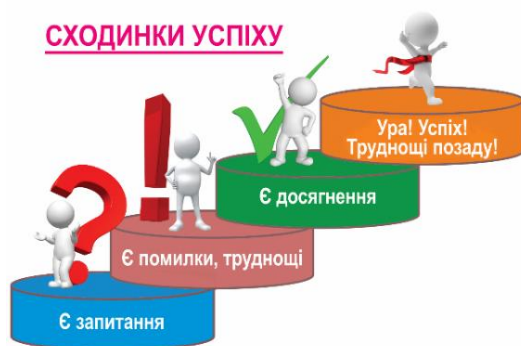 СХОДИНКИ УСПІХУ
Ура! Успіх!
Труднощі позаду!
Є досягнення
Є помилки, труднощі
Є запитання